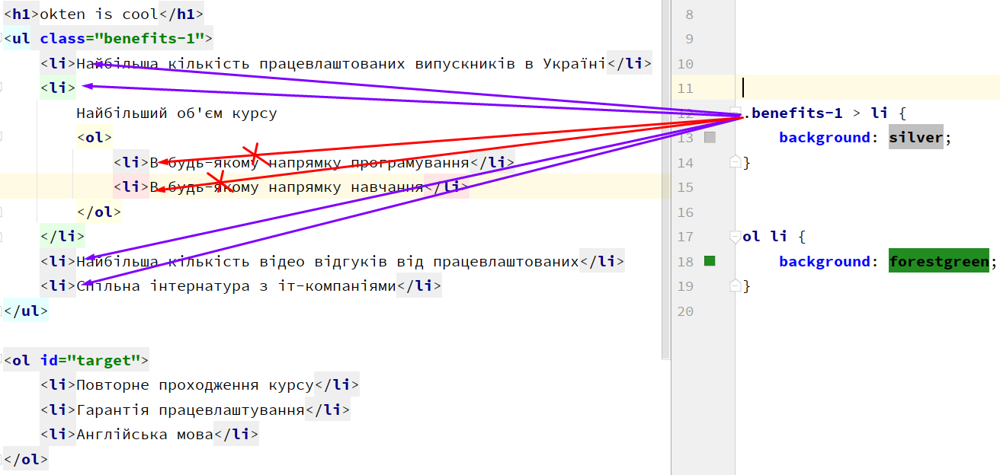 <h1>okten is cool</h1>
<ul class="benefits-1">
<li>Найбільша кількість працевлаштованих випускників в Україні</li>
<li>
Найбільший об'єм курсу
<ol>
<li>В будь-якому напрямку програмування</li>
<li>В будь-якому напрямку навчання</li>
</ol>
</li>
<li>Найбільша кількість відео відгуків від працевлаштованих</li>
<li>Спільна інтернатура з іт-компаніями</li>
</ul>
<ol id="target">
<li>Повторне проходження курсу</li>
<li>Гарантія працевлаштування</li>
<li>Англійська мова</li>
</ol>
8
9
10
11
12 .benefits-1 > li {
13 background: silver;
14 }
15
16
17 ol li {
18 background: forestgreen;
19 }
20